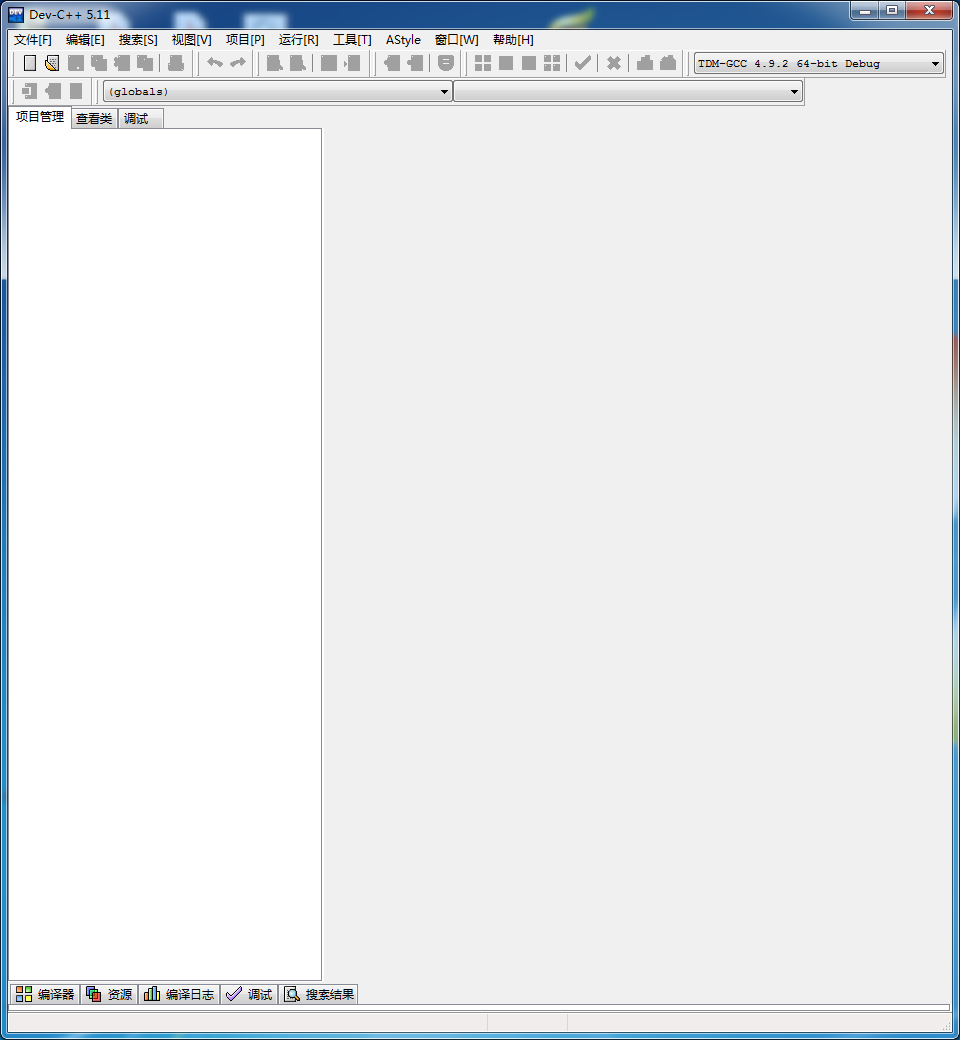 Dev-C++ 5.11
文件[F] 编辑[E] 搜索[S] 视图[V] 项目[P] 运行[R] 工具[T] AStyle 窗口[W] 帮助[H]
TDM-GCC 4.9.2 64-bit Debug
(globals)
项目管理 查看类 调试
编译器 资源 编译日志 调试 搜索结果